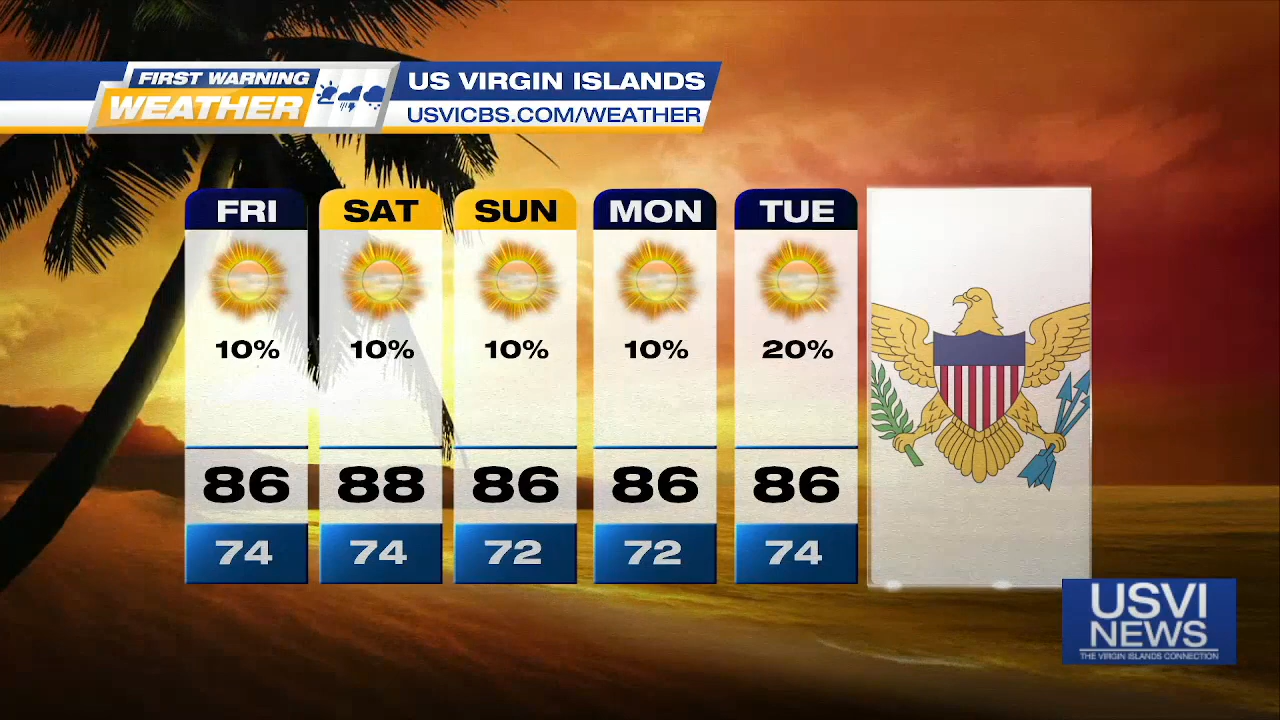 FIRST WARNING
WEATHER
US VIRGIN ISLANDS
USVICBS.COM/WEATHER
FRI SAT SUN MON TUE
10% 10% 10% 10% 20%
86 88 86 86 86
74 74 72 72 74
USVI
NEWS
THE VIRGIN ISLANDS CONNECTION